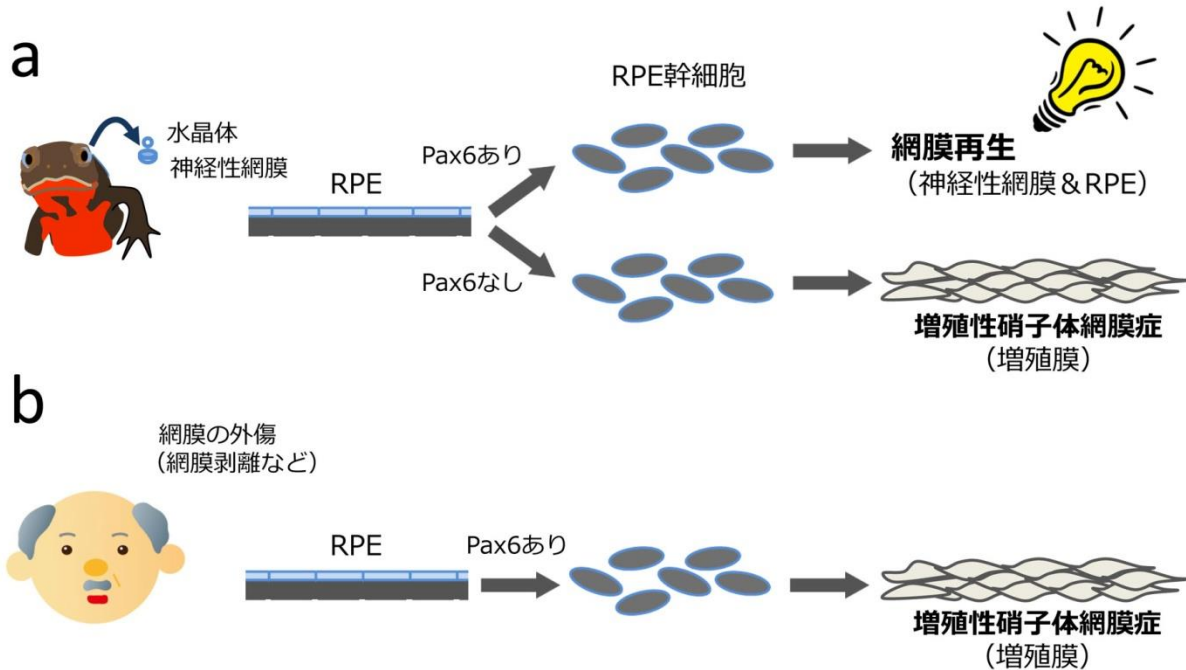 a
水晶体
神経性網膜
RPE
Pax6あり
Pax6なし
RPE幹細胞
網膜再生
（神経性網膜＆RPE）
増殖性硝子体網膜症
（増殖膜）
b
網膜の外傷
（網膜剥離など）
RPE
Pax6あり
増殖性硝子体網膜症
（増殖膜）